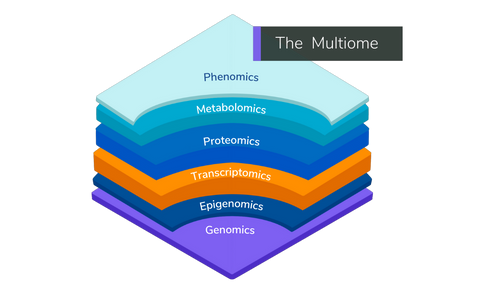 The Multiome
Phenomics
Metabolomics
Proteomics
Transcriptomics
Epigenomics
Genomics